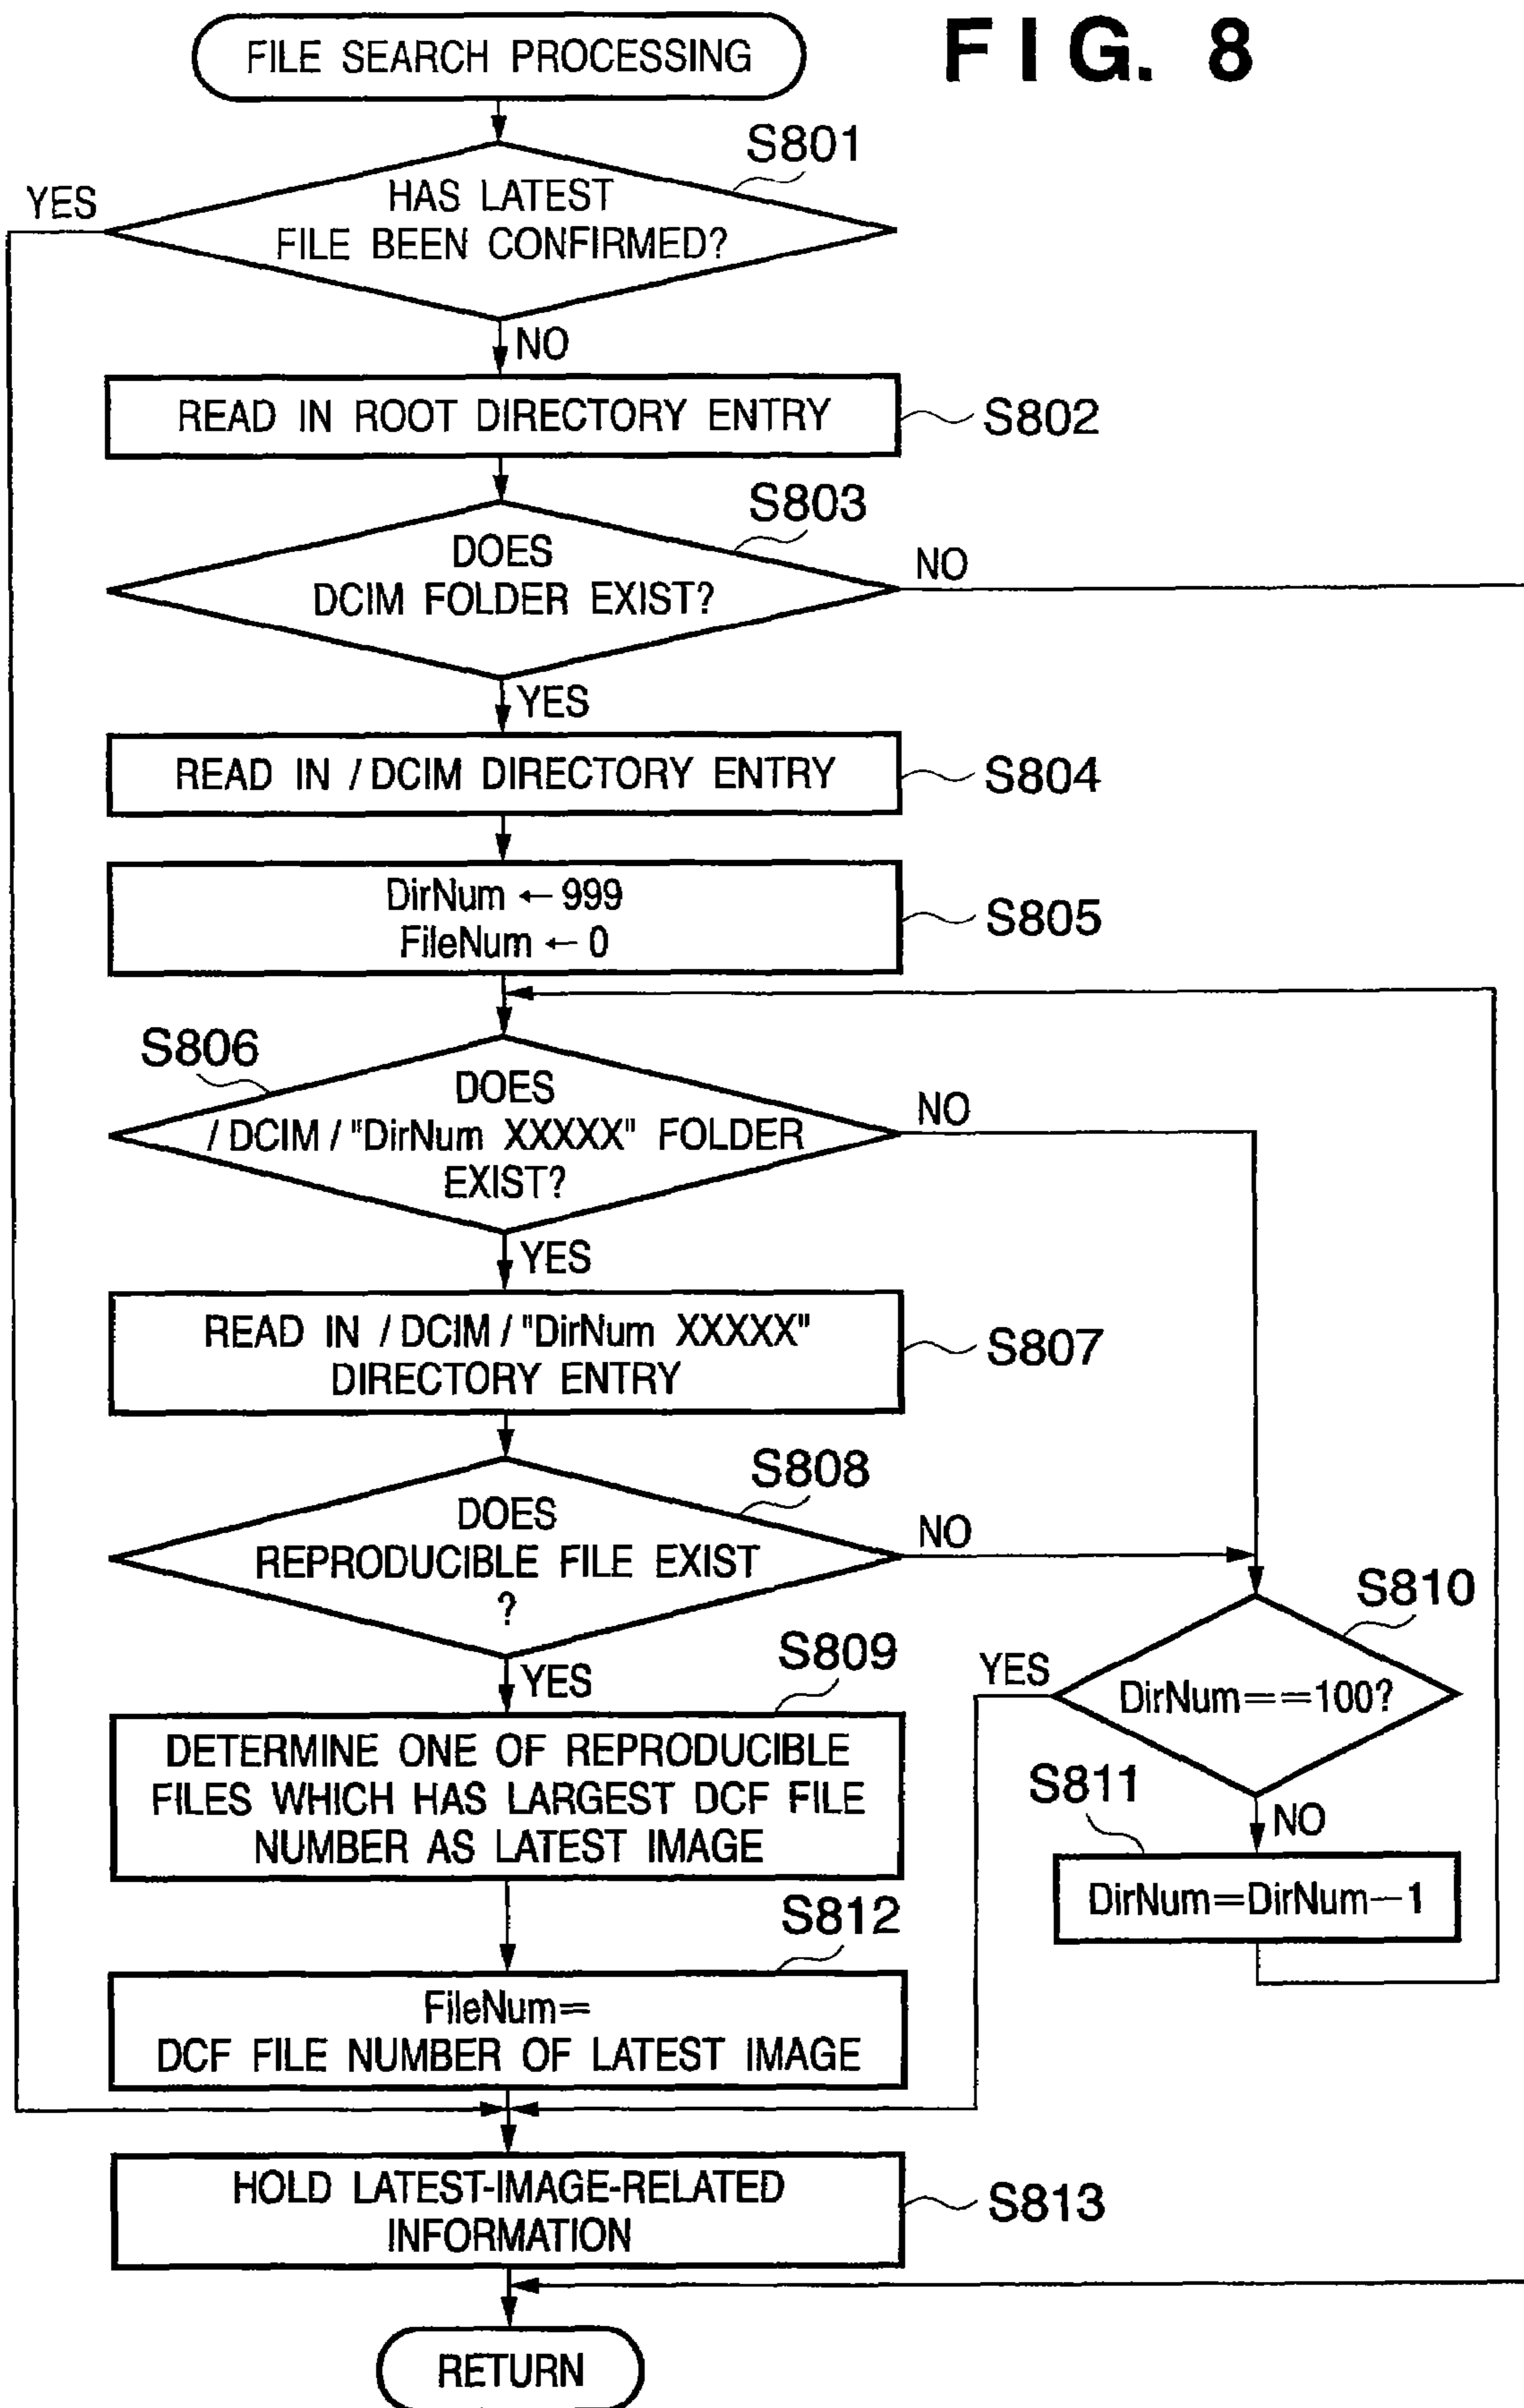 FIG. 8
FILE SEARCH PROCESSING
S801
HAS LATEST
FILE BEEN CONFIRMED?
YES
NO
READ IN ROOT DIRECTORY ENTRY
S802
S803
DOES
DCIM FOLDER EXIST?
NO
YES
READ IN /DCIM DIRECTORY ENTRY
S804
DirNum ← 999
FileNum ← 0
S805
S806
DOES
/DCIM/"DirNum XXXXX" FOLDER
EXIST?
NO
YES
READ IN /DCIM/"DirNum XXXXX"
DIRECTORY ENTRY
S807
S808
DOES
REPRODUCIBLE FILE EXIST
?
NO
YES
S809
DETERMINE ONE OF REPRODUCIBLE
FILES WHICH HAS LARGEST DCF FILE
NUMBER AS LATEST IMAGE
S810
DirNum==100?
YES
NO
S811
DirNum=DirNum-1
S812
FileNum=
DCF FILE NUMBER OF LATEST IMAGE
HOLD LATEST-IMAGE-RELATED
INFORMATION
S813
RETURN